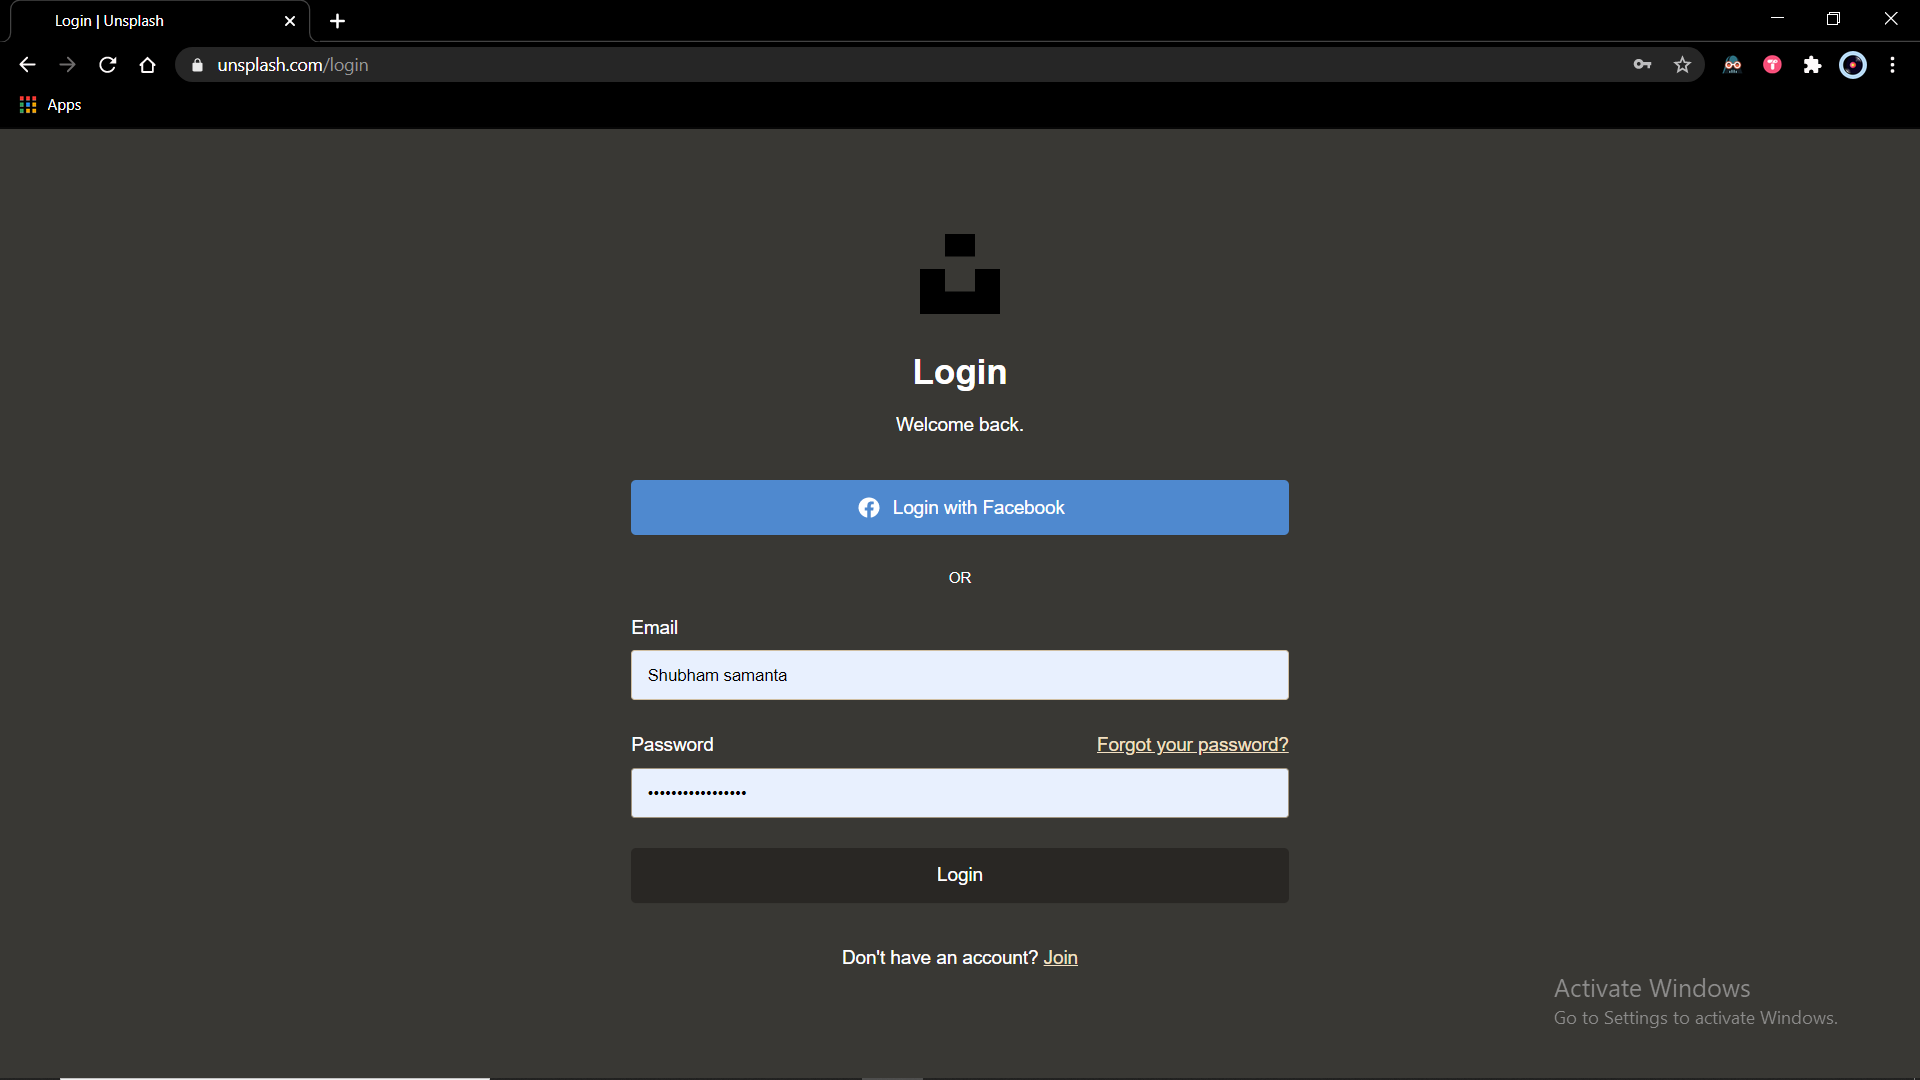 Login | Unsplash
unsplash.com/login
Apps
Login
Welcome back.
Login with Facebook
OR
Email
Shubham samanta
Password
Forgot your password?
•••••••••••••••••
Login
Don't have an account? Join
Activate Windows
Go to Settings to activate Windows.